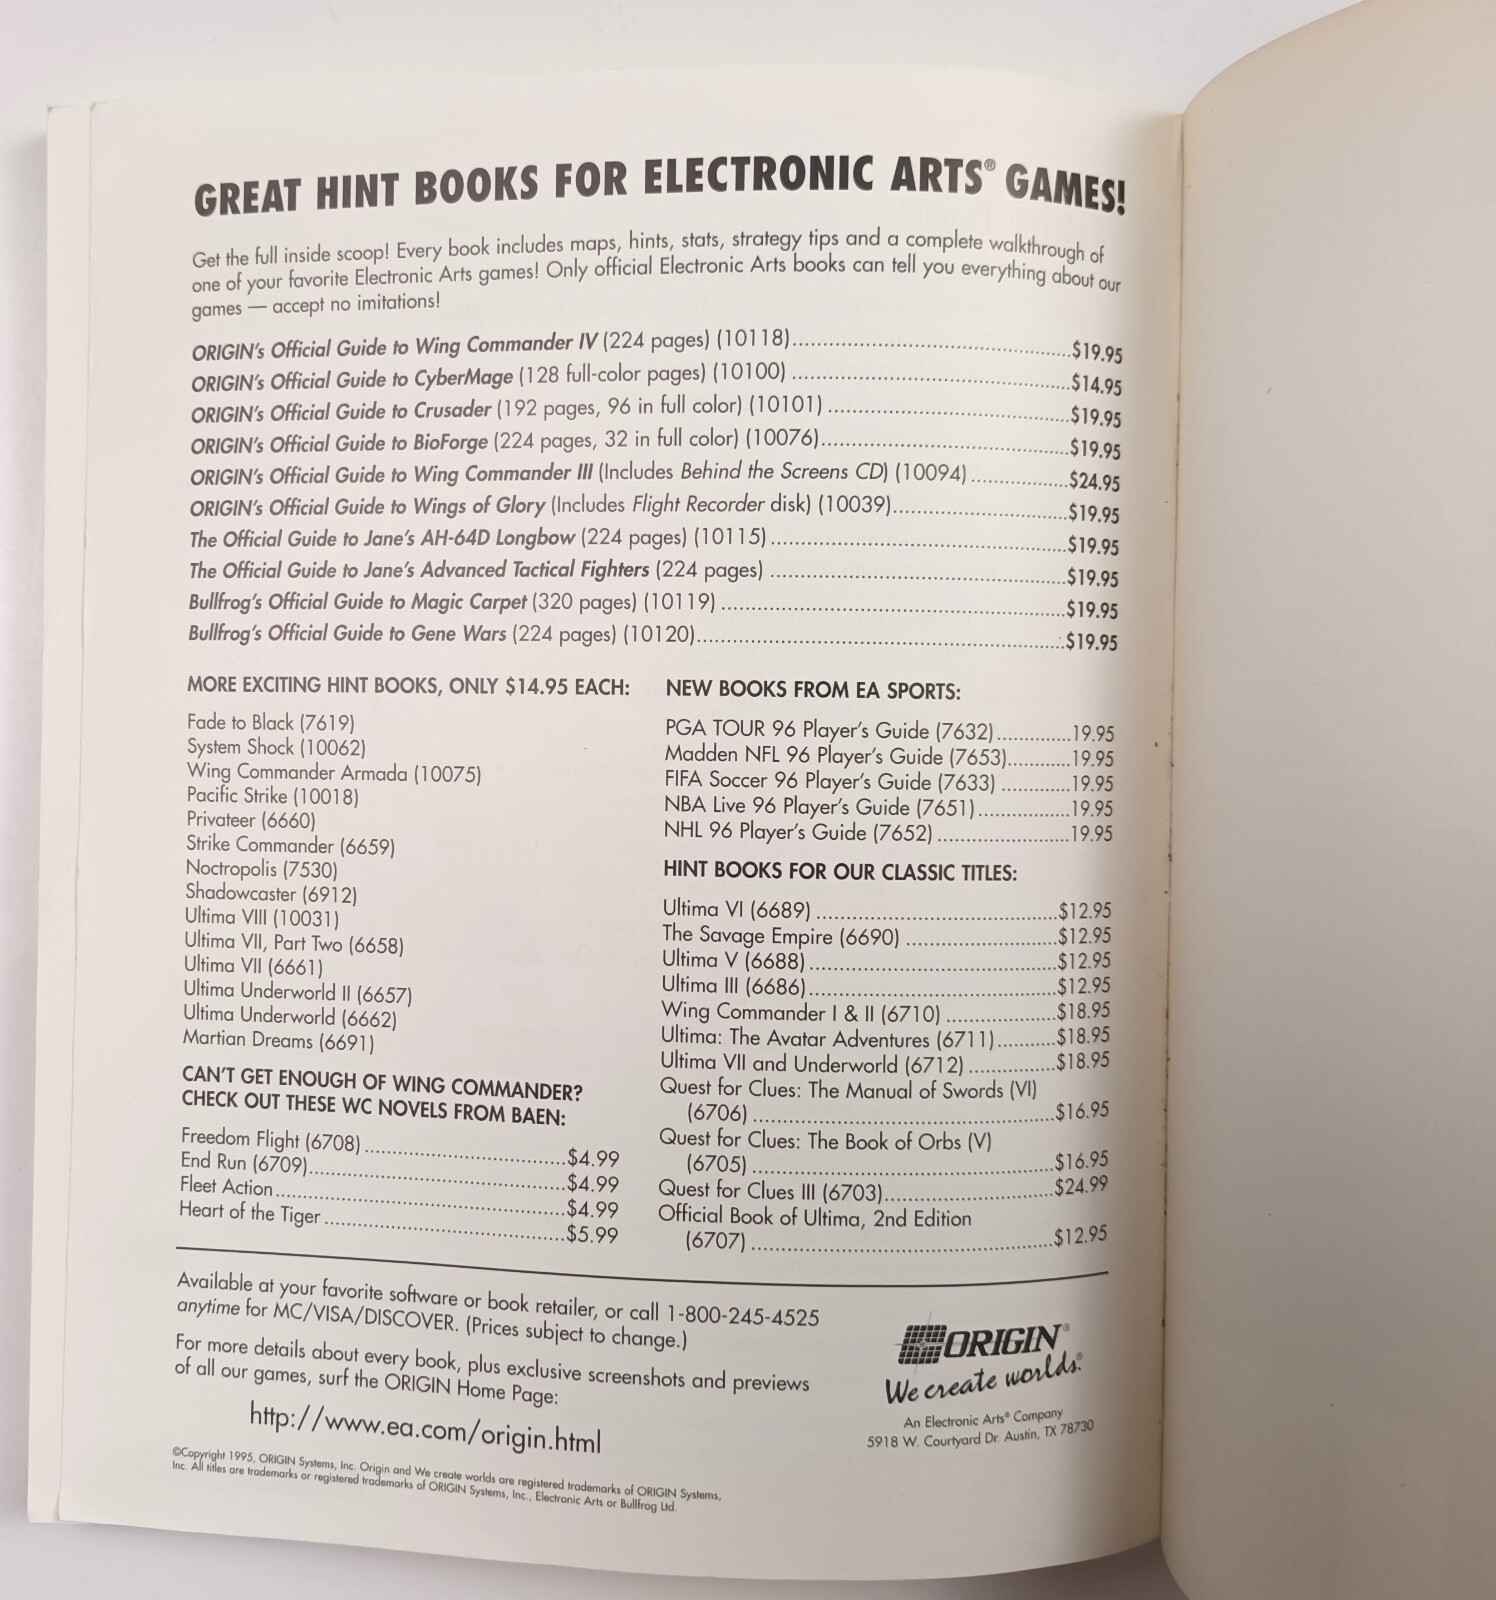 GREAT HINT BOOKS FOR ELECTRONIC ARTS® GAMES!
Get the full inside scoop! Every book includes maps, hints, stats, strategy tips and a complete walkthrough of
one of your favorite Electronic Arts games! Only official Electronic Arts books can tell you everything about our
games — accept no imitations!
ORIGIN's Official Guide to Wing Commander IV (224 pages) (10118)..........$19.95
ORIGIN's Official Guide to CyberMage (128 full-color pages) (10100) ..........$14.95
ORIGIN's Official Guide to Crusader (192 pages, 96 in full color) (10101) ..........$19.95
ORIGIN's Official Guide to BioForge (224 pages, 32 in full color) (10076)..........$19.95
ORIGIN's Official Guide to Wing Commander III (Includes Behind the Screens CD) (10094) ..........$24.95
ORIGIN's Official Guide to Wings of Glory (Includes Flight Recorder disk) (10039)..........$19.95
The Official Guide to Jane's AH-64D Longbow (224 pages) (10115) ..........$19.95
The Official Guide to Jane's Advanced Tactical Fighters (224 pages) ..........$19.95
Bullfrog's Official Guide to Magic Carpet (320 pages) (10119) ..........$19.95
Bullfrog's Official Guide to Gene Wars (224 pages) (10120)..........$19.95
MORE EXCITING HINT BOOKS, ONLY $14.95 EACH:
Fade to Black (7619)
System Shock (10062)
Wing Commander Armada (10075)
Pacific Strike (10018)
Privateer (6660)
Strike Commander (6659)
Noctropolis (7530)
Shadowcaster (6912)
Ultima VIII (10031)
Ultima VII, Part Two (6658)
Ultima VII (6661)
Ultima Underworld II (6657)
Ultima Underworld (6662)
Martian Dreams (6691)
CAN'T GET ENOUGH OF WING COMMANDER?
CHECK OUT THESE WC NOVELS FROM BAEN:
Freedom Flight (6708) ..........$4.99
End Run (6709)..........$4.99
Fleet Action..........$4.99
Heart of the Tiger ..........$5.99
NEW BOOKS FROM EA SPORTS:
PGA TOUR 96 Player's Guide (7632)..........19.95
Madden NFL 96 Player's Guide (7653)..........19.95
FIFA Soccer 96 Player's Guide (7633) ..........19.95
NBA Live 96 Player's Guide (7651)..........19.95
NHL 96 Player's Guide (7652)..........19.95
HINT BOOKS FOR OUR CLASSIC TITLES:
Ultima VI (6689) ..........$12.95
The Savage Empire (6690) ..........$12.95
Ultima V (6688)..........$12.95
Ultima III (6686)..........$12.95
Wing Commander I & II (6710) ..........$18.95
Ultima: The Avatar Adventures (6711)..........$18.95
Ultima VII and Underworld (6712)..........$18.95
Quest for Clues: The Manual of Swords (VI)
(6706) ..........$16.95
Quest for Clues: The Book of Orbs (V)
(6705) ..........$16.95
Quest for Clues III (6703)..........$24.99
Official Book of Ultima, 2nd Edition
(6707) ..........$12.95
Available at your favorite software or book retailer, or call 1-800-245-4525
anytime for MC/VISA/DISCOVER. (Prices subject to change.)
For more details about every book, plus exclusive screenshots and previews
of all our games, surf the ORIGIN Home Page:
http://www.ea.com/origin.html
©Copyright 1995, ORIGIN Systems, Inc. Origin and We create worlds are registered trademarks of ORIGIN Systems,
Inc. All titles are trademarks or registered trademarks of ORIGIN Systems, Inc., Electronic Arts or Bullfrog Ltd.
ORIGIN®
We create worlds.®
An Electronic Arts® Company
5918 W. Courtyard Dr. Austin, TX 78730